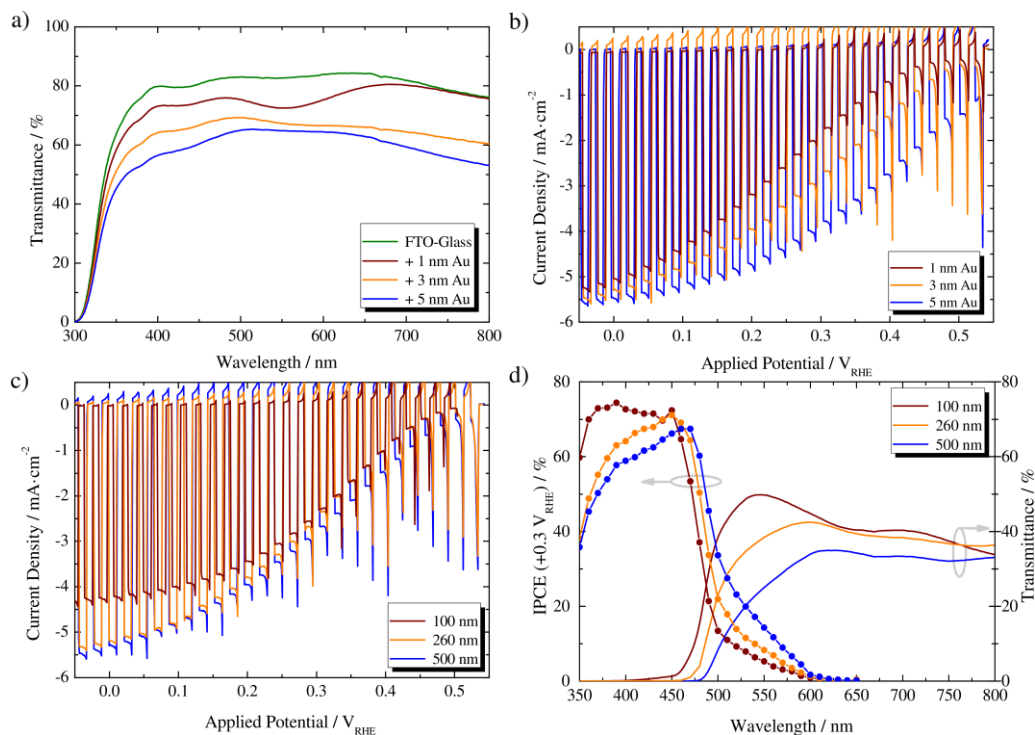 a)
100
80
60
40
20
0
Transmittance / %
300 400 500 600 700 800
Wavelength / nm
FTO-Glass
+ 1 nm Au
+ 3 nm Au
+ 5 nm Au
b)
0
-1
-2
-3
-4
-5
-6
Current Density / mA·cm-2
0.0 0.1 0.2 0.3 0.4 0.5
Applied Potential / VRHE
1 nm Au
3 nm Au
5 nm Au
c)
0
-1
-2
-3
-4
-5
-6
Current Density / mA·cm-2
0.0 0.1 0.2 0.3 0.4 0.5
Applied Potential / VRHE
100 nm
260 nm
500 nm
d)
80
60
40
20
0
IPCE (+0.3 VRHE) / %
350 400 450 500 550 600 650 700 750 800
Wavelength / nm
80
60
40
20
0
Transmittance / %
100 nm
260 nm
500 nm